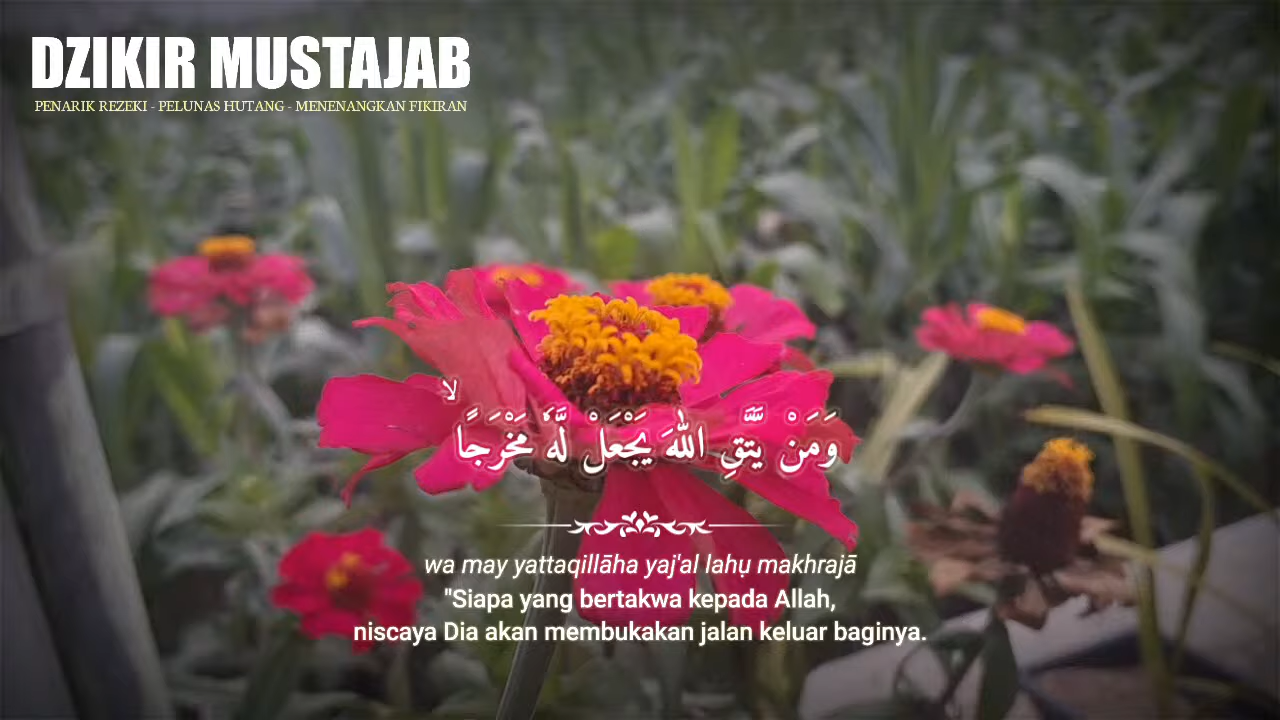 DZIKIR MUSTAJAB
PENARIK REZEKI - PELUNAS HUTANG - MENENANGKAN FIKIRAN
وَمَنْ يَّتَّقِ اللّٰهَ يَجْعَلْ لَّهٗ مَخْرَجًاۙ
wa may yattaqillāha yaj'al lahụ makhrajā
"Siapa yang bertakwa kepada Allah,
niscaya Dia akan membukakan jalan keluar baginya.